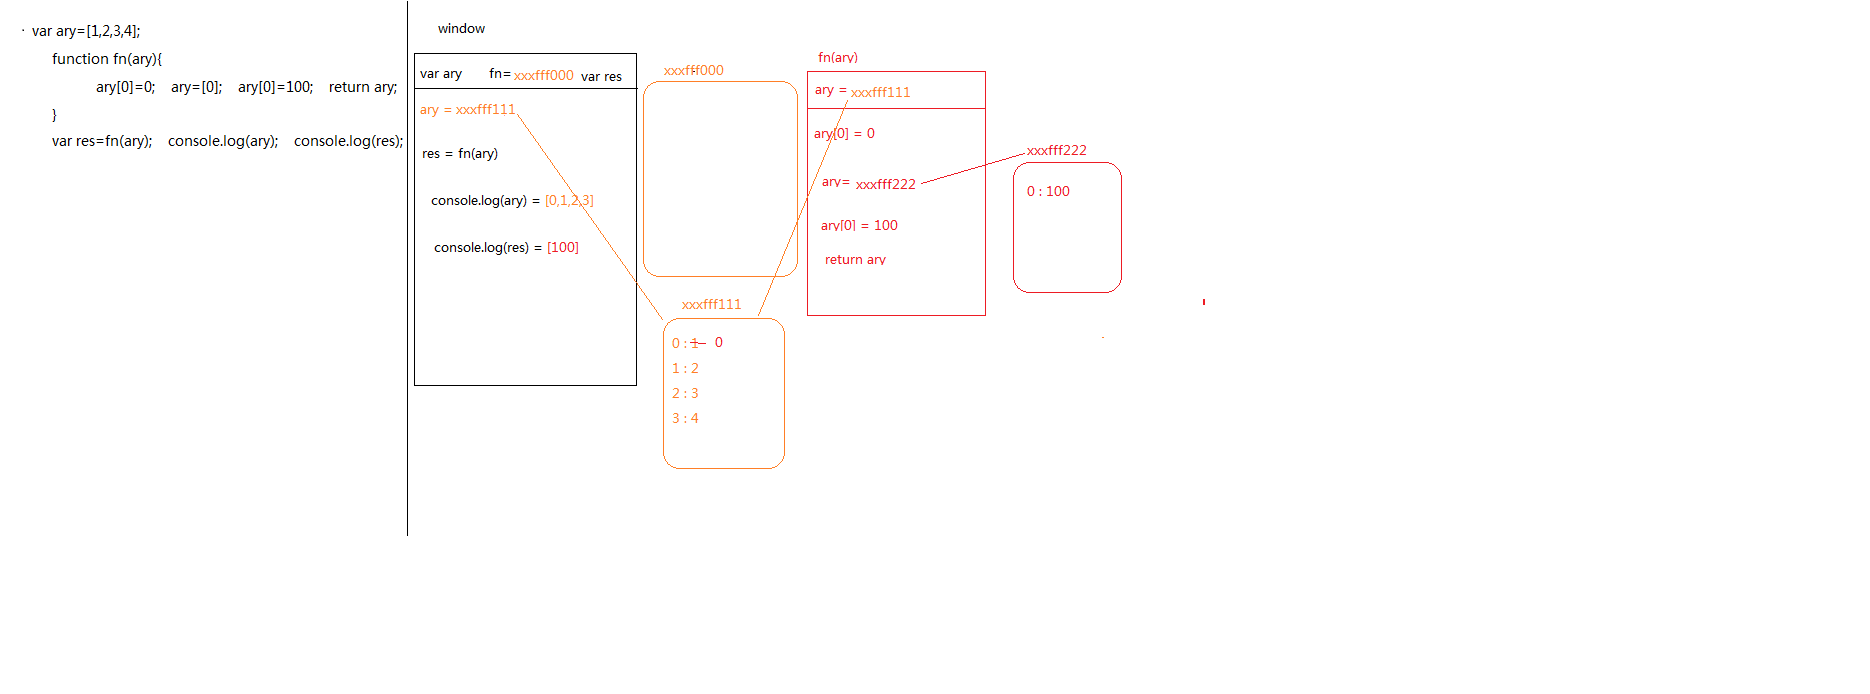 · var ary=[1,2,3,4];
function fn(ary){
ary[0]=0; ary=[0]; ary[0]=100; return ary;
}
var res=fn(ary); console.log(ary); console.log(res);
window
var ary fn= xxxfff000 var res
ary = xxxfff111
res = fn(ary)
console.log(ary) = [0,1,2,3]
console.log(res) = [100]
xxxfff000
xxxfff111
0 : 1 0
1 : 2
2 : 3
3 : 4
fn(ary)
ary = xxxfff111
ary[0] = 0
ary= xxxfff222
ary[0] = 100
return ary
xxxfff222
0 : 100